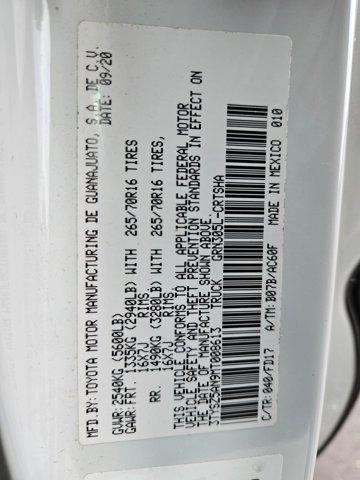 MFD.BY:TOYOTA MOTOR MANUFACTURING DE GUANAJUATO, S.A. DE C.V.
DATE: 09/20
GVWR:2540KG(5600LB)
GAWR:FRT. 1335KG(2940LB)WITH 265/70R16 TIRES
16X7J RIMS
RR. 1490KG(3280LB)WITH 265/70R16 TIRES,
16X7J RIMS
THIS VEHICLE CONFORMS TO ALL APPLICABLE FEDERAL MOTOR
VEHICLE SAFETY AND THEFT PREVENTION STANDARDS IN EFFECT ON
THE DATE OF MANUFACTURE SHOWN ABOVE.
3TYSZ5AN9MT008613 TRUCK GRN305L-CRTSHA
C/TR:040/FD17 A/TM:B07B/AC60F MADE IN MEXICO 010